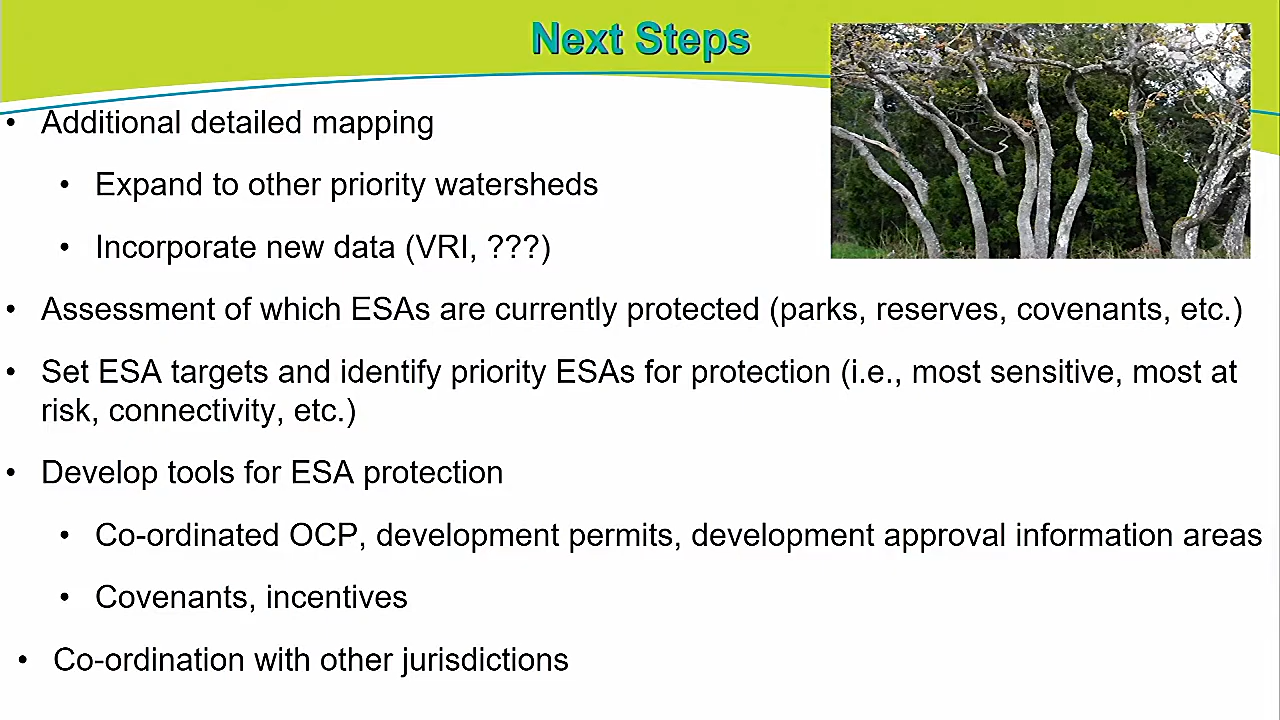 Next Steps
• Additional detailed mapping
• Expand to other priority watersheds
• Incorporate new data (VRI, ???)
• Assessment of which ESAs are currently protected (parks, reserves, covenants, etc.)
• Set ESA targets and identify priority ESAs for protection (i.e., most sensitive, most at
risk, connectivity, etc.)
• Develop tools for ESA protection
• Co-ordinated OCP, development permits, development approval information areas
• Covenants, incentives
• Co-ordination with other jurisdictions